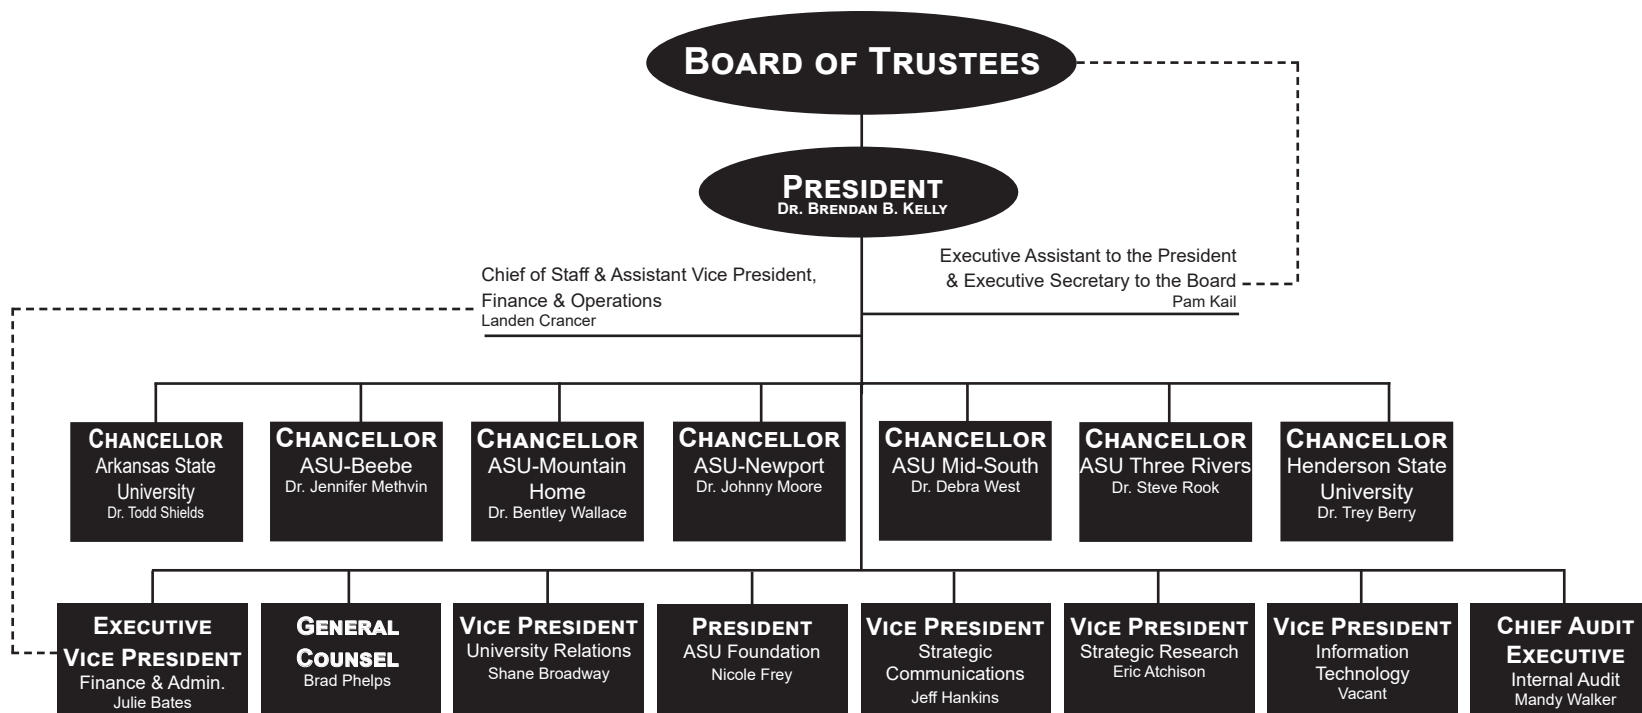 BOARD OF TRUSTEES
PRESIDENT
DR. BRENDAN B. KELLY
Executive Assistant to the President
& Executive Secretary to the Board
Pam Kail
Chief of Staff & Assistant Vice President,
Finance & Operations
Landen Crancer
CHANCELLOR
Arkansas State
University
Dr. Todd Shields
CHANCELLOR
ASU-Beebe
Dr. Jennifer Methvin
CHANCELLOR
ASU-Mountain
Home
Dr. Bentley Wallace
CHANCELLOR
ASU-Newport
Dr. Johnny Moore
CHANCELLOR
ASU Mid-South
Dr. Debra West
CHANCELLOR
ASU Three Rivers
Dr. Steve Rook
CHANCELLOR
Henderson State
University
Dr. Trey Berry
EXECUTIVE
VICE PRESIDENT
Finance & Admin.
Julie Bates
GENERAL
COUNSEL
Brad Phelps
VICE PRESIDENT
University Relations
Shane Broadway
PRESIDENT
ASU Foundation
Nicole Frey
VICE PRESIDENT
Strategic
Communications
Jeff Hankins
VICE PRESIDENT
Strategic Research
Eric Atchison
VICE PRESIDENT
Information
Technology
Vacant
CHIEF AUDIT
EXECUTIVE
Internal Audit
Mandy Walker